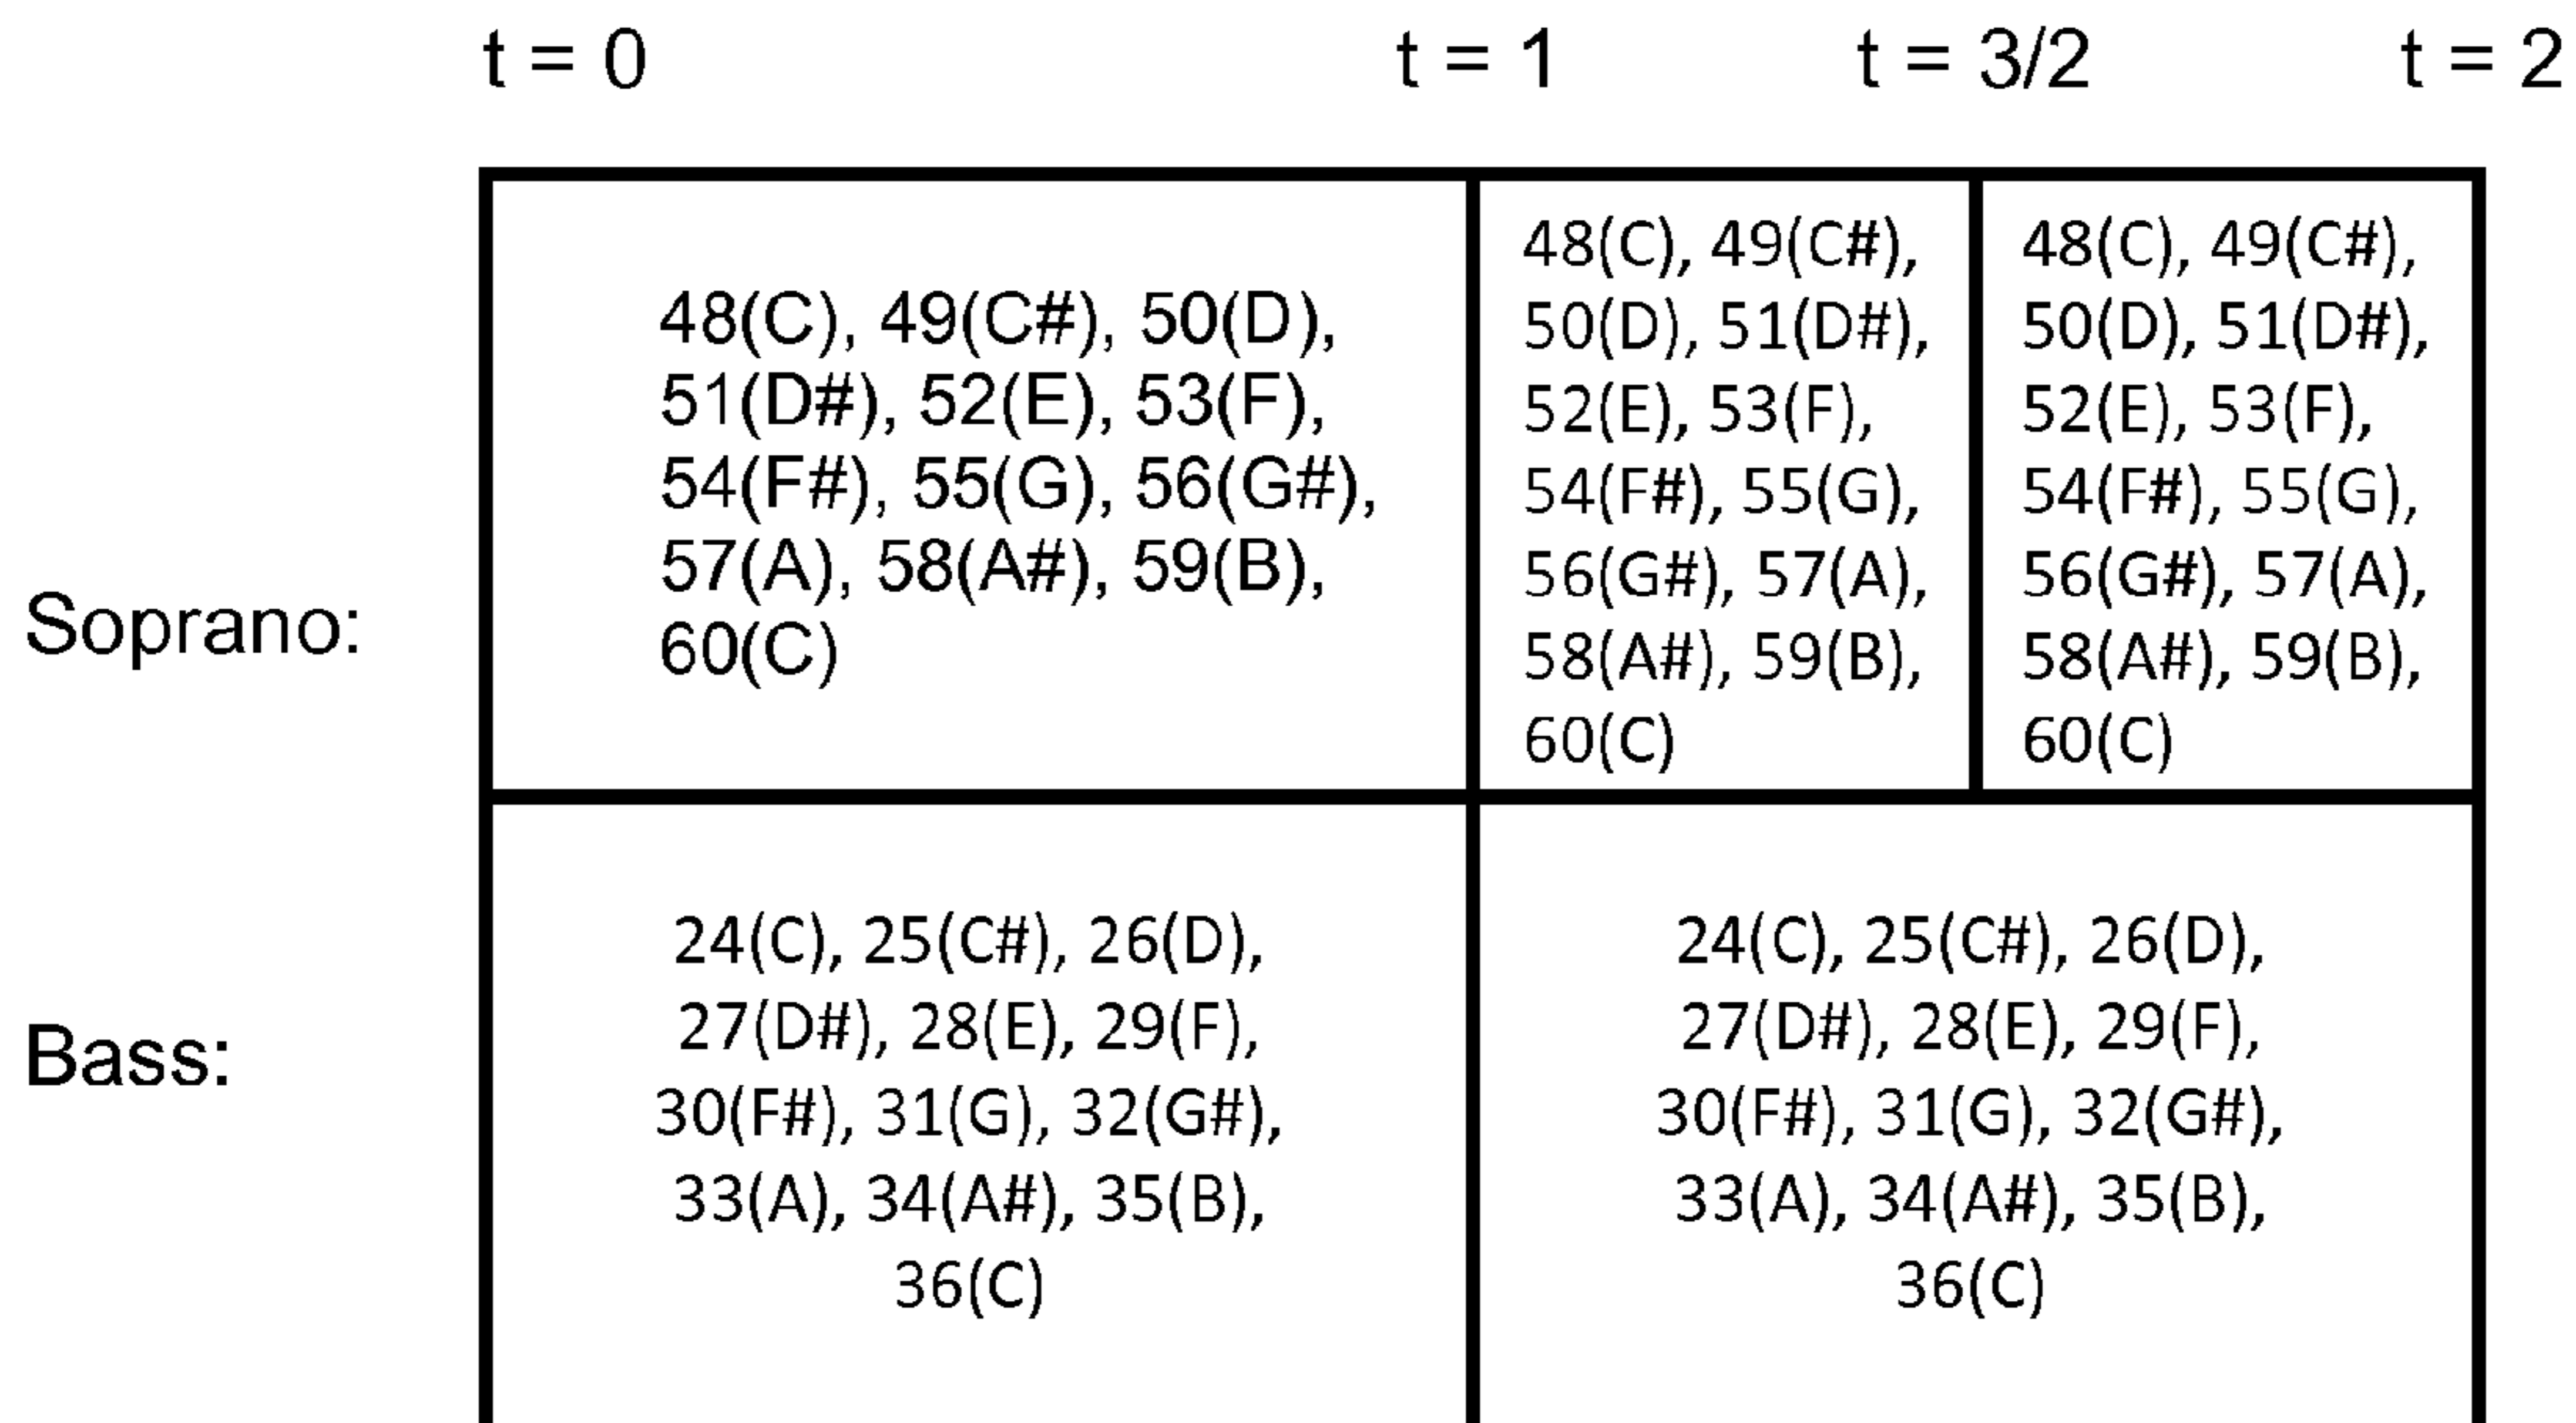 t = 0 t = 1 t = 3/2 t = 2
Soprano:
48(C), 49(C#), 50(D),
51(D#), 52(E), 53(F),
54(F#), 55(G), 56(G#),
57(A), 58(A#), 59(B),
60(C)
48(C), 49(C#),
50(D), 51(D#),
52(E), 53(F),
54(F#), 55(G),
56(G#), 57(A),
58(A#), 59(B),
60(C)
48(C), 49(C#),
50(D), 51(D#),
52(E), 53(F),
54(F#), 55(G),
56(G#), 57(A),
58(A#), 59(B),
60(C)
Bass:
24(C), 25(C#), 26(D),
27(D#), 28(E), 29(F),
30(F#), 31(G), 32(G#),
33(A), 34(A#), 35(B),
36(C)
24(C), 25(C#), 26(D),
27(D#), 28(E), 29(F),
30(F#), 31(G), 32(G#),
33(A), 34(A#), 35(B),
36(C)